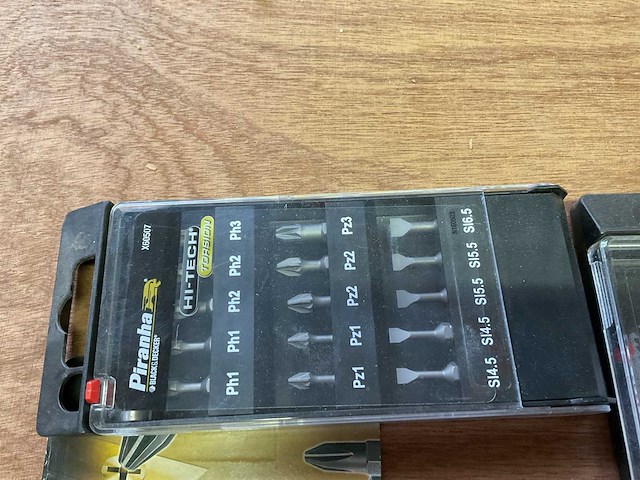 Piranha
BLACK&DECKER
X60507
HI-TECH
TORSION
Ph1 Ph1 Ph2 Ph2 Ph3
Pz1 Pz1 Pz2 Pz2 Pz3
Sl4.5 Sl4.5 Sl5.5 Sl5.5 Sl6.5